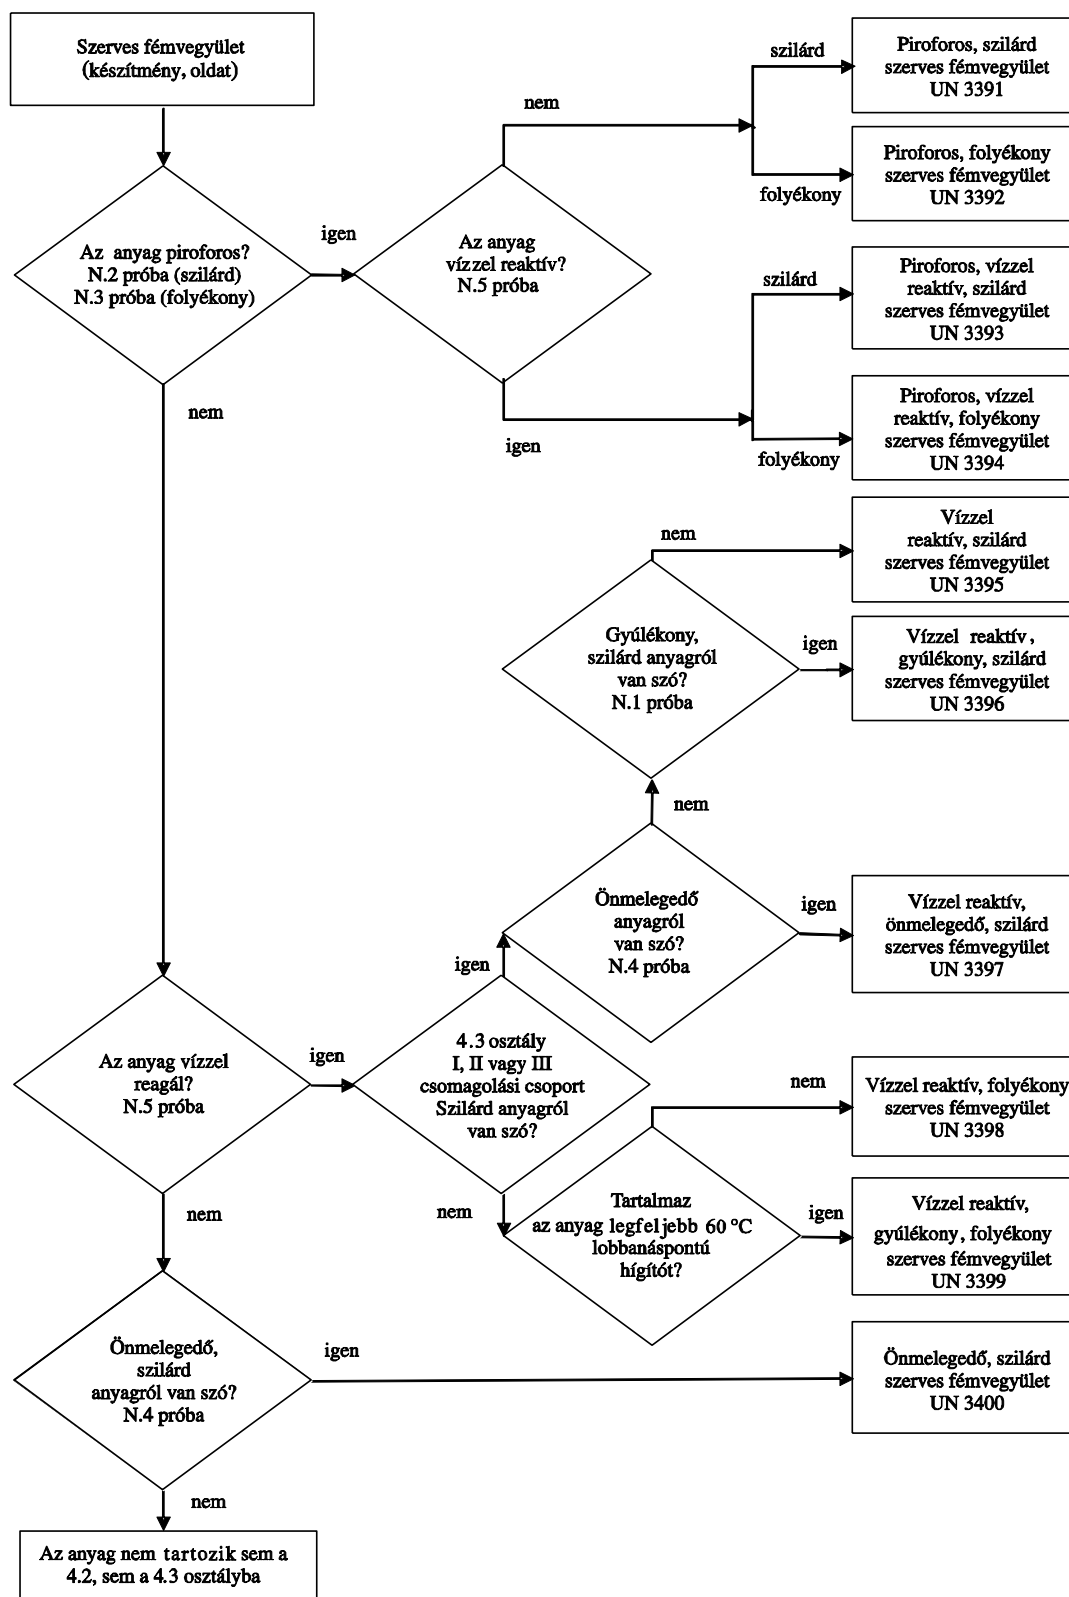 Szerves fémvegyület
(készítmény, oldat)
szilárd
Piroforos, szilárd
szerves fémvegyület
UN 3391
nem
Piroforos, folyékony
szerves fémvegyület
UN 3392
folyékony
Az anyag piroforos?
N.2 próba (szilárd)
N.3 próba (folyékony)
igen
Az anyag
vízzel reaktív?
N.5 próba
szilárd
Piroforos, vízzel
reaktív, szilárd
szerves fémvegyület
UN 3393
nem
igen
folyékony
Piroforos, vízzel
reaktív, folyékony
szerves fémvegyület
UN 3394
nem
Vízzel
reaktív, szilárd
szerves fémvegyület
UN 3395
Gyúlékony,
szilárd anyagról
van szó?
N.1 próba
igen
Vízzel reaktív,
gyúlékony, szilárd
szerves fémvegyület
UN 3396
nem
Önmelegedő
anyagról
van szó?
N.4 próba
igen
Vízzel reaktív,
önmelegedő, szilárd
szerves fémvegyület
UN 3397
igen
Az anyag vízzel
reagál?
N.5 próba
igen
4.3 osztály
I, II vagy III
csomagolási csoport
Szilárd anyagról
van szó?
nem
Vízzel reaktív, folyékony
szerves fémvegyület
UN 3398
nem
nem
Tartalmaz
az anyag legfeljebb 60 °C
lobbanáspontú
hígítót?
igen
Vízzel reaktív,
gyúlékony, folyékony
szerves fémvegyület
UN 3399
Önmelegedő,
szilárd
anyagról van szó?
N.4 próba
igen
Önmelegedő, szilárd
szerves fémvegyület
UN 3400
nem
Az anyag nem tartozik sem a
4.2, sem a 4.3 osztályba